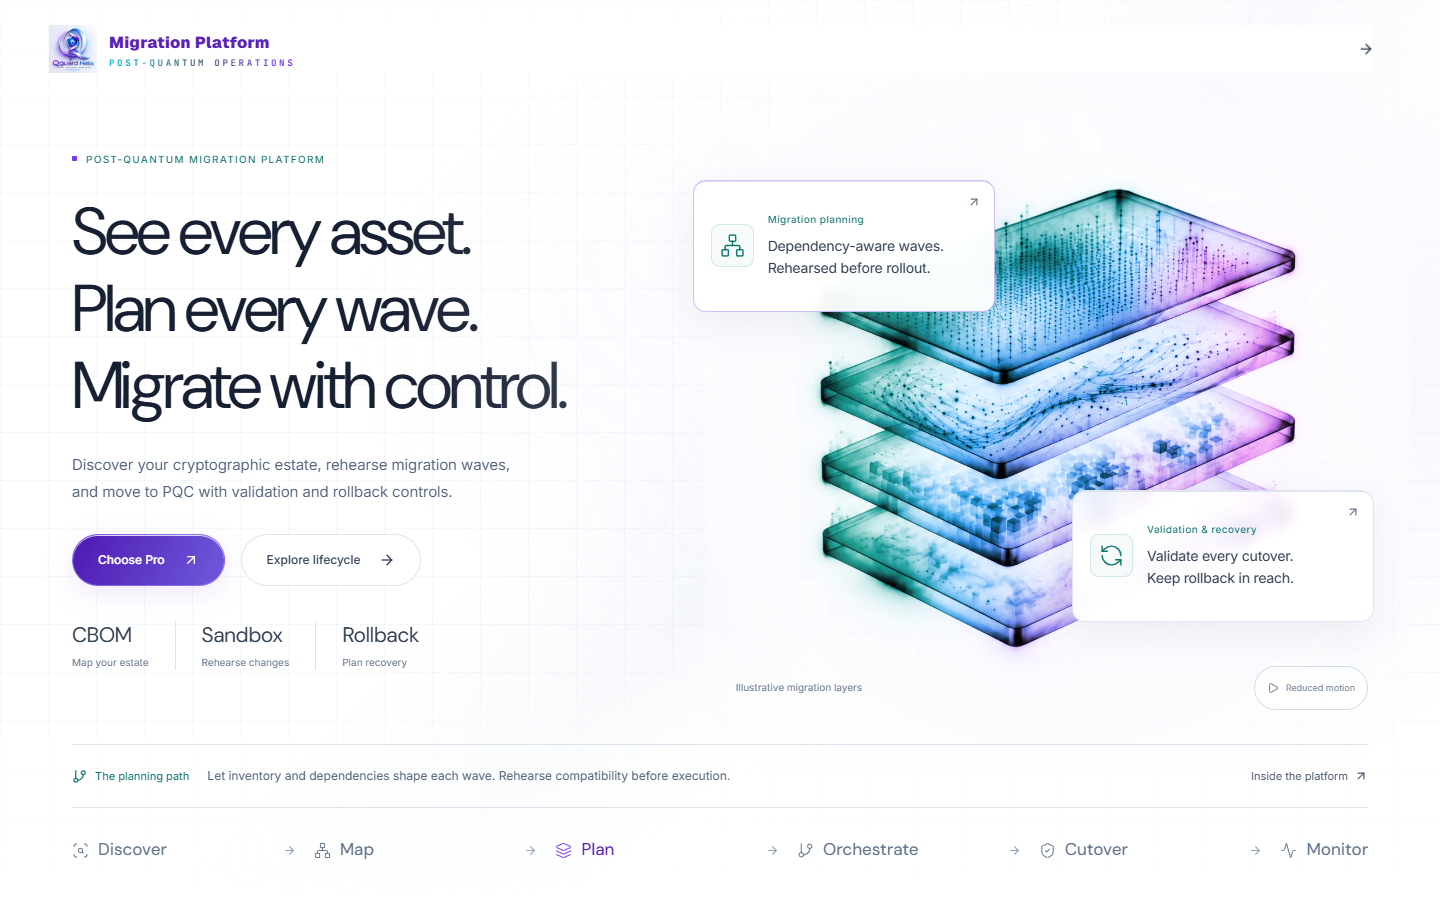 Qguard Helix
Migration Platform
POST-QUANTUM OPERATIONS
POST-QUANTUM MIGRATION PLATFORM
See every asset.
Plan every wave.
Migrate with control.
Discover your cryptographic estate, rehearse migration waves,
and move to PQC with validation and rollback controls.
Choose Pro
Explore lifecycle
CBOM
Map your estate
Sandbox
Rehearse changes
Rollback
Plan recovery
Migration planning
Dependency-aware waves.
Rehearsed before rollout.
Validation & recovery
Validate every cutover.
Keep rollback in reach.
Illustrative migration layers
Reduced motion
The planning path
Let inventory and dependencies shape each wave. Rehearse compatibility before execution.
Inside the platform
Discover
Map
Plan
Orchestrate
Cutover
Monitor